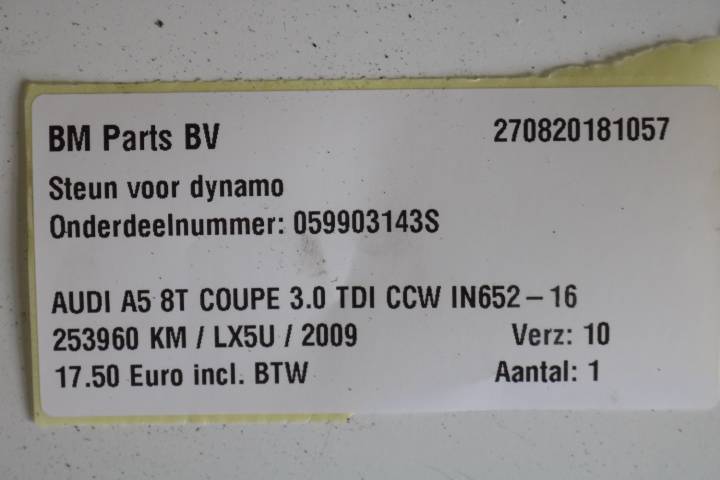 BM Parts BV 270820181057
Steun voor dynamo
Onderdeelnummer: 059903143S
AUDI A5 8T COUPE 3.0 TDI CCW IN652-16
253960 KM / LX5U / 2009 Verz: 10
17.50 Euro incl. BTW Aantal: 1